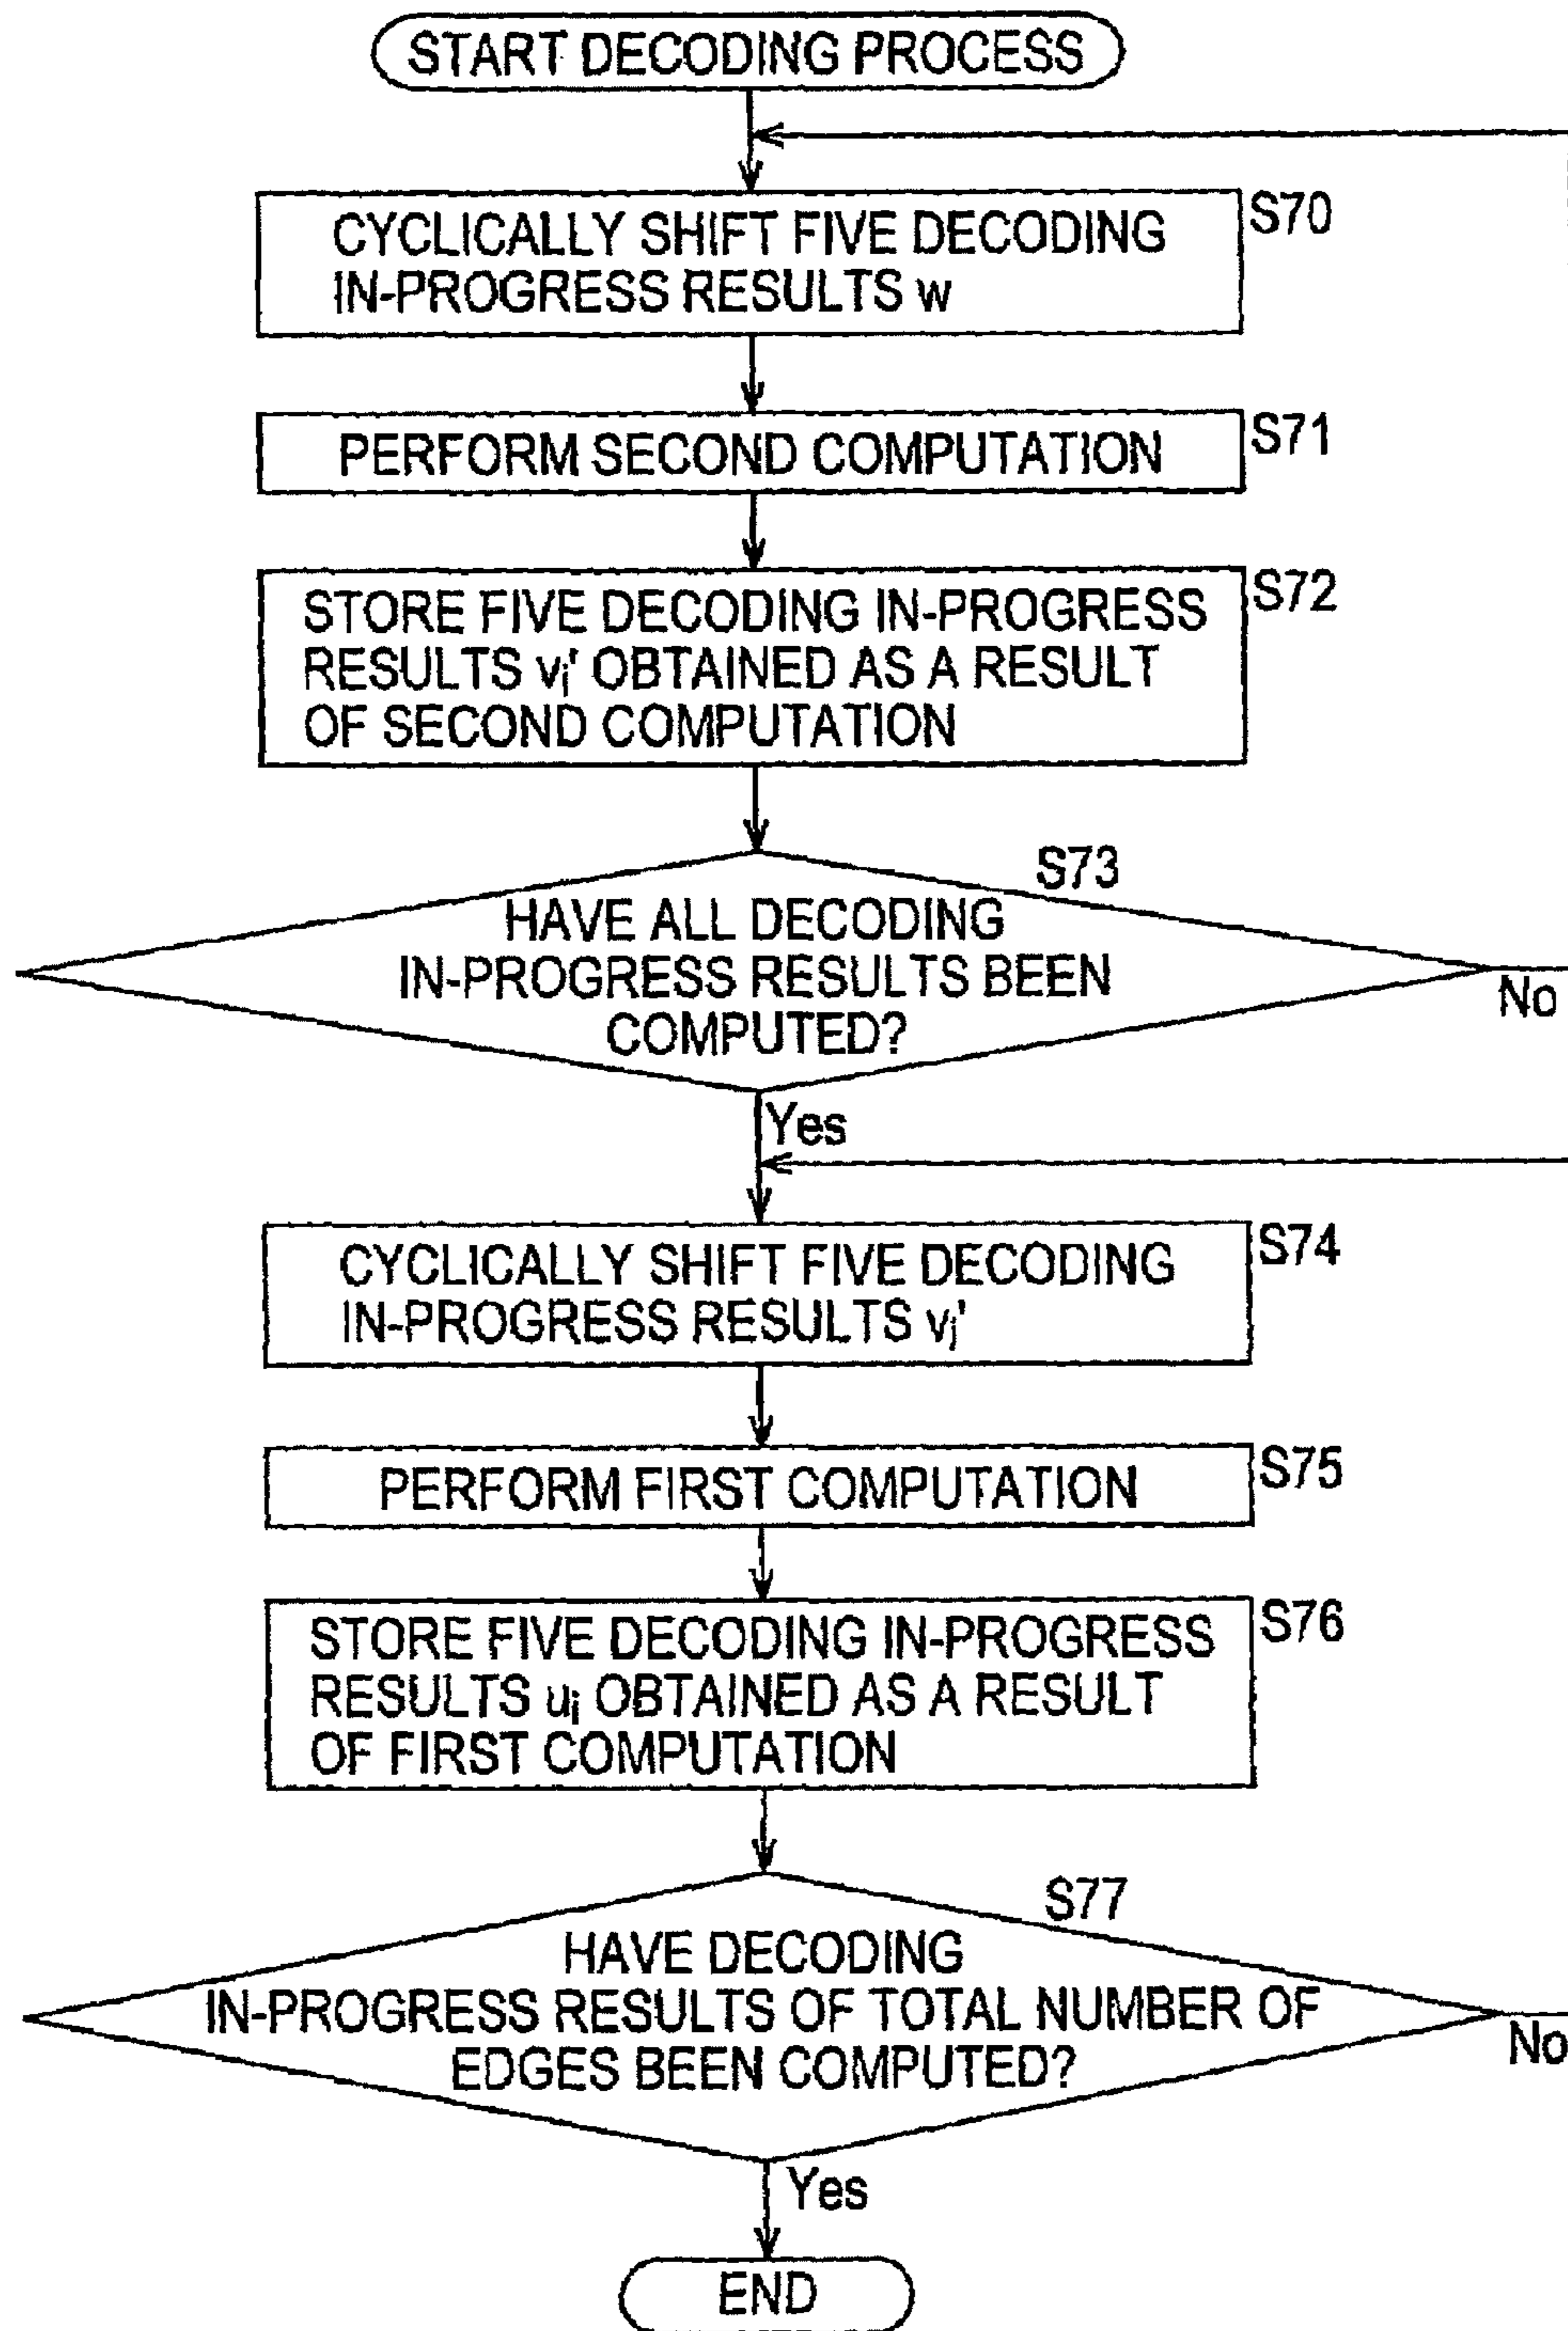 START DECODING PROCESS
S70
CYCLICALLY SHIFT FIVE DECODING
IN-PROGRESS RESULTS w
S71
PERFORM SECOND COMPUTATION
S72
STORE FIVE DECODING IN-PROGRESS
RESULTS vi' OBTAINED AS A RESULT
OF SECOND COMPUTATION
S73
HAVE ALL DECODING
IN-PROGRESS RESULTS BEEN
COMPUTED?
No
Yes
S74
CYCLICALLY SHIFT FIVE DECODING
IN-PROGRESS RESULTS vj'
S75
PERFORM FIRST COMPUTATION
S76
STORE FIVE DECODING IN-PROGRESS
RESULTS uj OBTAINED AS A RESULT
OF FIRST COMPUTATION
S77
HAVE DECODING
IN-PROGRESS RESULTS OF TOTAL NUMBER OF
EDGES BEEN COMPUTED?
No
Yes
END